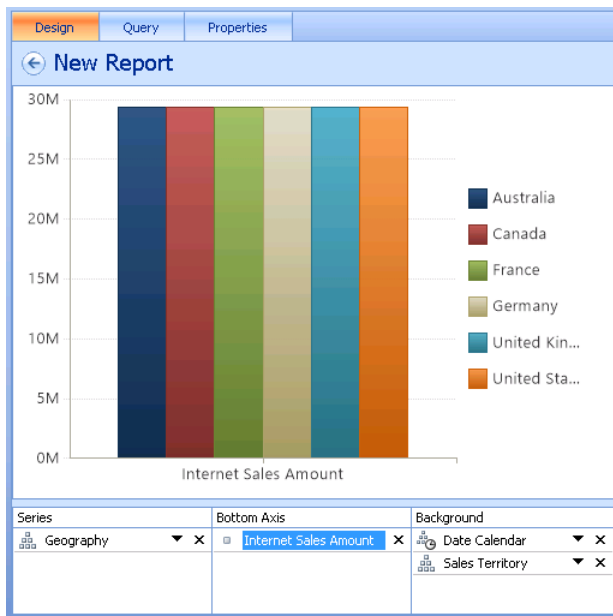 Design Query Properties
New Report
30M
25M
20M
15M
10M
5M
0M
Internet Sales Amount
Australia
Canada
France
Germany
United Kin...
United Sta...
Series Bottom Axis Background
Geography Internet Sales Amount Date Calendar
Sales Territory